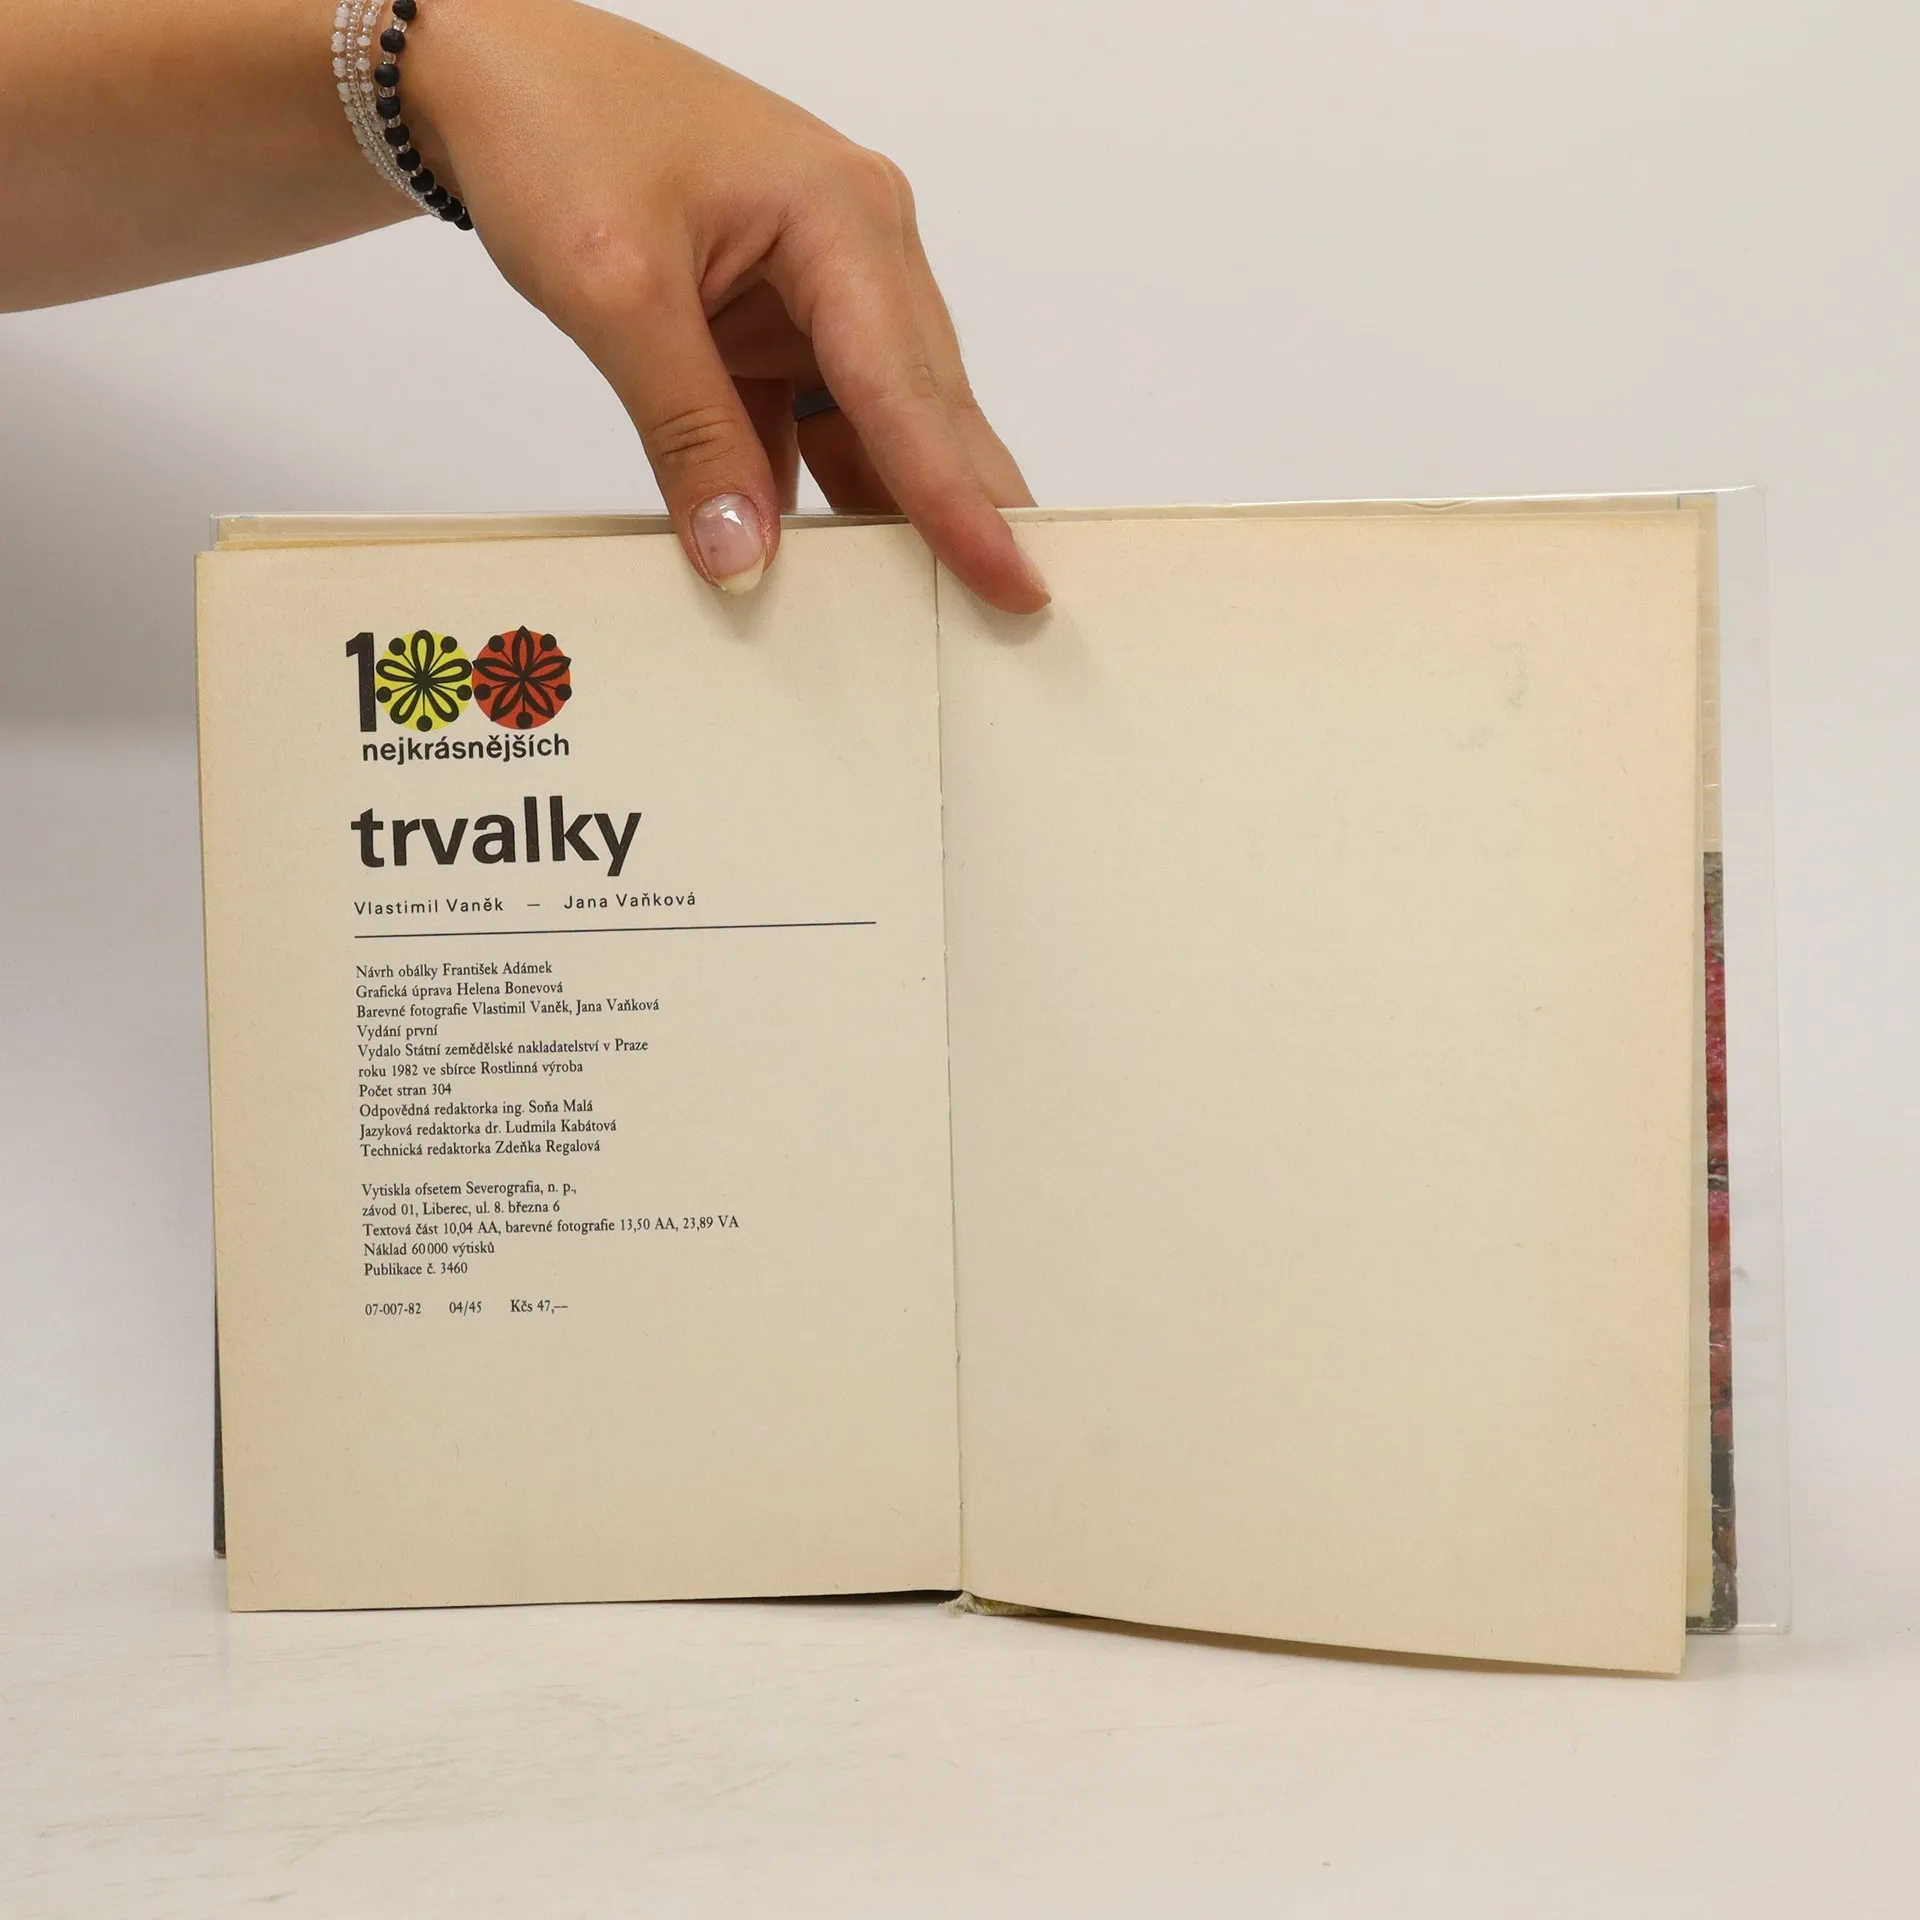 100
nejkrásnějších
trvalky
Vlastimil Vaněk — Jana Vaňková
Návrh obálky František Adámek
Grafická úprava Helena Bonevová
Barevné fotografie Vlastimil Vaněk, Jana Vaňková
Vydání první
Vydalo Státní zemědělské nakladatelství v Praze
roku 1982 ve sbírce Rostlinná výroba
Počet stran 304
Odpovědná redaktorka ing. Soňa Malá
Jazyková redaktorka dr. Ludmila Kabátová
Technická redaktorka Zdeňka Regalová
Vytiskla ofsetem Severografia, n. p.,
závod 01, Liberec, ul. 8. března 6
Textová část 10,04 AA, barevné fotografie 13,50 AA, 23,89 VA
Náklad 60 000 výtisků
Publikace č. 3460
07-007-82 04/45 Kčs 47,—